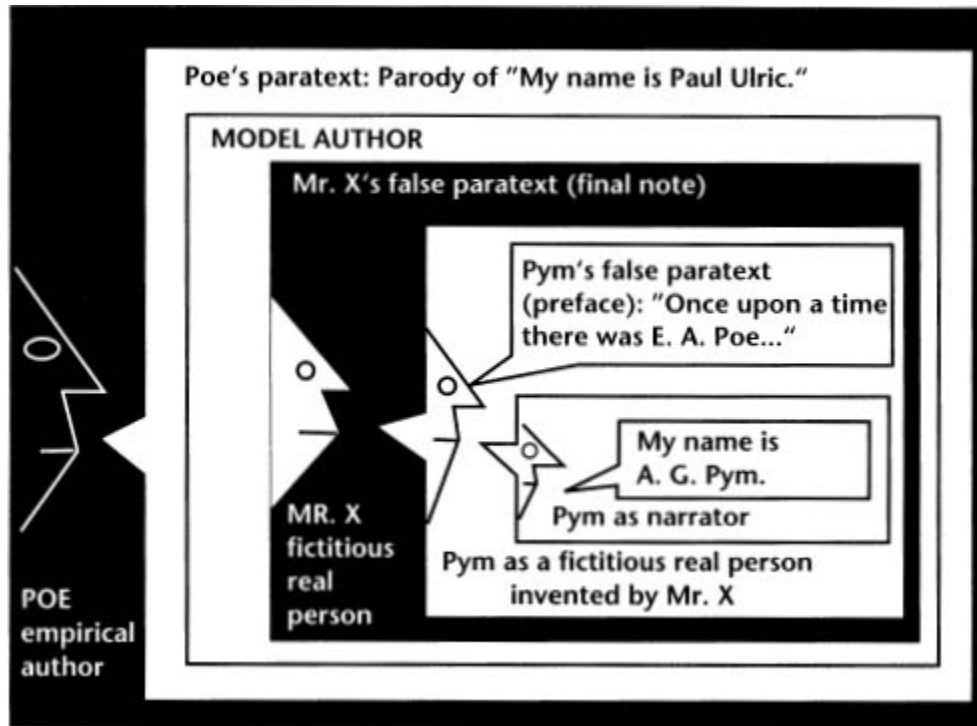 Poe's paratext: Parody of "My name is Paul Ulric."
MODEL AUTHOR
Mr. X's false paratext (final note)
Pym's false paratext
(preface): "Once upon a time
there was E. A. Poe..."
My name is
A. G. Pym.
Pym as narrator
Pym as a fictitious real person
invented by Mr. X
MR. X
fictitious
real
person
POE
empirical
author